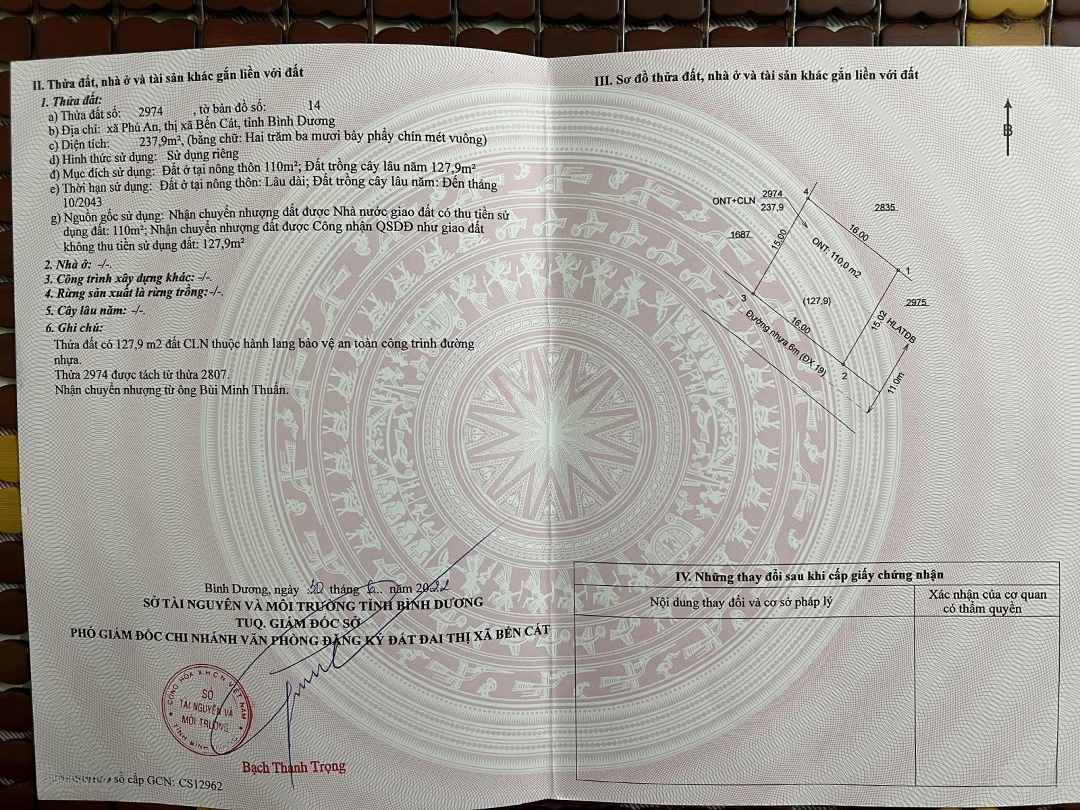 II. Thửa đất, nhà ở và tài sản khác gắn liền với đất
1. Thửa đất:
a) Thửa đất số: 2974 , tờ bản đồ số: 14
b) Địa chỉ: xã Phú An, thị xã Bến Cát, tỉnh Bình Dương
c) Diện tích: 237,9m², (bằng chữ: Hai trăm ba mươi bảy phẩy chín mét vuông)
d) Hình thức sử dụng: Sử dụng riêng
đ) Mục đích sử dụng: Đất ở tại nông thôn 110m²; Đất trồng cây lâu năm 127,9m²
e) Thời hạn sử dụng: Đất ở tại nông thôn: Lâu dài; Đất trồng cây lâu năm: Đến tháng
10/2043
g) Nguồn gốc sử dụng: Nhận chuyển nhượng đất được Nhà nước giao đất có thu tiền sử
dụng đất: 110m²; Nhận chuyển nhượng đất được Công nhận QSDĐ như giao đất
không thu tiền sử dụng đất: 127,9m²
2. Nhà ở: -/-.
3. Công trình xây dựng khác: -/-.
4. Rừng sản xuất là rừng trồng:-/-.
5. Cây lâu năm: -/-.
6. Ghi chú:
Thửa đất có 127,9 m2 đất CLN thuộc hành lang bảo vệ an toàn công trình đường
nhựa.
Thửa 2974 được tách từ thửa 2807.
Nhận chuyển nhượng từ ông Bùi Minh Thuấn.
Bình Dương, ngày 30 tháng năm 2022
SỞ TÀI NGUYÊN VÀ MÔI TRƯỜNG TỈNH BÌNH DƯƠNG
TUQ. GIÁM ĐỐC SỞ
PHÓ GIÁM ĐỐC CHI NHÁNH VĂN PHÒNG ĐĂNG KÝ ĐẤT ĐAI THỊ XÃ BẾN CÁT
CỘNG HÒA X.H.C.N VIỆT NAM
SỞ
TÀI NGUYÊN VÀ
MÔI TRƯỜNG
TỈNH BÌNH
Bạch Thanh Trọng
số cấp GCN: CS12962
III. Sơ đồ thửa đất, nhà ở và tài sản khác gắn liền với đất
B
ONT+CLN 2974
237,9
4
2835
1687
15,00
16.00
ONT: 110.0 m2
1
3
(127,9)
2975
16.00
15,02
HLATĐB
Đường nhựa 6m (ĐX 19)
2
11.0m
IV. Những thay đổi sau khi cấp giấy chứng nhận
Nội dung thay đổi và cơ sở pháp lý
Xác nhận của cơ quan
có thẩm quyền